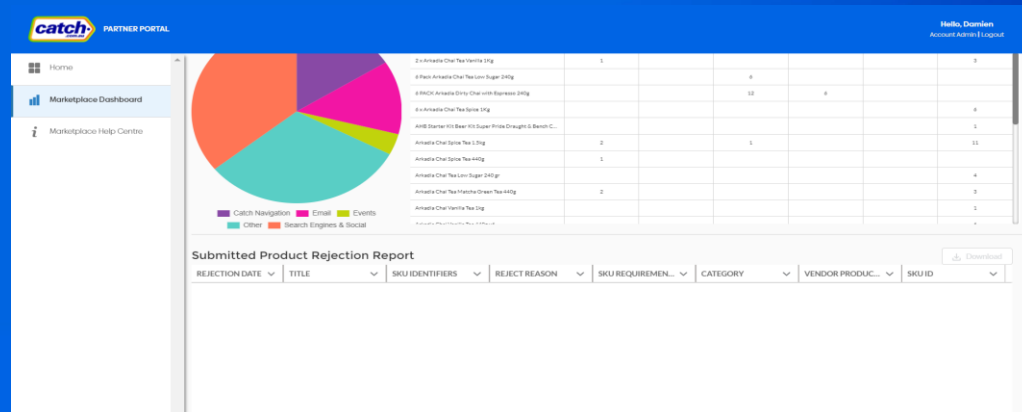 catch.com.au PARTNER PORTAL
Hello, Damien
Account Admin | Logout
Home
Marketplace Dashboard
Marketplace Help Centre
2 x Arkadia Chai Tea Vanilla 1Kg 1 3
6 Pack Arkadia Chai Tea Low Sugar 240g 6
6 PACK Arkadia Dirty Chai with Espresso 240g 12 6
6 x Arkadia Chai Tea Spice 1Kg 6
AHB Starter Kit Beer Kit Super Pride Draught & Bench C... 1
Arkadia Chai Spice Tea 1.5kg 2 1 11
Arkadia Chai Spice Tea 440g 1
Arkadia Chai Tea Low Sugar 240 gr 4
Arkadia Chai Tea Matcha Green Tea 440g 2 3
Arkadia Chai Vanilla Tea 1kg 1
Catch Navigation Email Events
Other Search Engines & Social
Submitted Product Rejection Report
Download
REJECTION DATE TITLE SKU IDENTIFIERS REJECT REASON SKU REQUIREMEN... CATEGORY VENDOR PRODUC... SKU ID